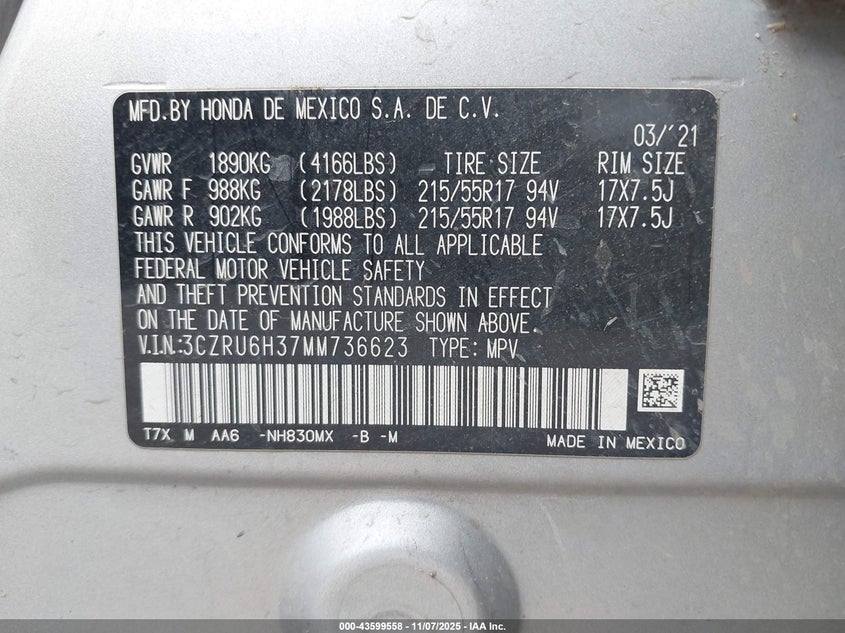 MFD.BY HONDA DE MEXICO S.A. DE C.V.
03/'21
GVWR 1890KG (4166LBS) TIRE SIZE RIM SIZE
GAWR F 988KG (2178LBS) 215/55R17 94V 17X7.5J
GAWR R 902KG (1988LBS) 215/55R17 94V 17X7.5J
THIS VEHICLE CONFORMS TO ALL APPLICABLE
FEDERAL MOTOR VEHICLE SAFETY
AND THEFT PREVENTION STANDARDS IN EFFECT
ON THE DATE OF MANUFACTURE SHOWN ABOVE.
V.I.N.:3CZRU6H37MM736623 TYPE: MPV
T7X M AA6 -NH830MX -B -M
MADE IN MEXICO
000-43599558 - 11/07/2025 - IAA Inc.